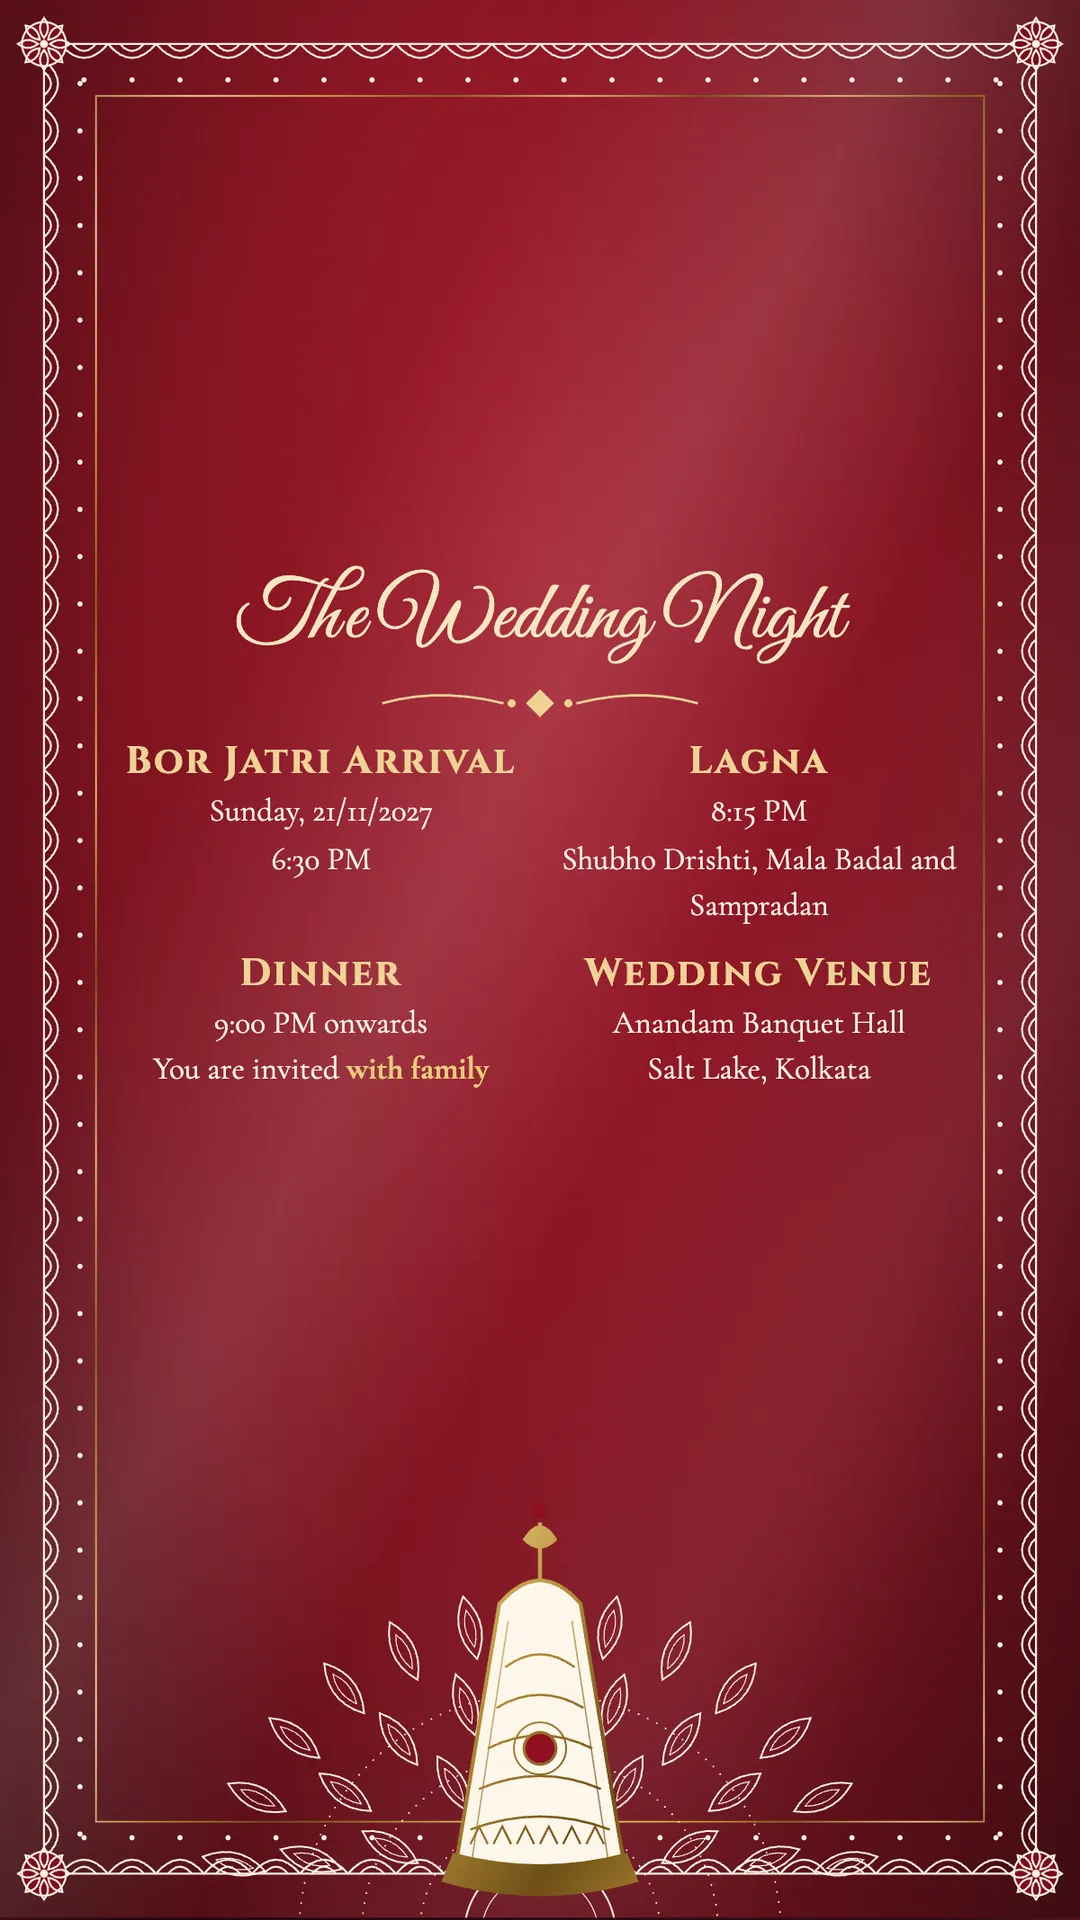 The Wedding Night
Bor Jatri Arrival
Sunday, 21/11/2027
6:30 PM
Lagna
8:15 PM
Shubho Drishti, Mala Badal and
Sampradan
Dinner
9:00 PM onwards
You are invited with family
Wedding Venue
Anandam Banquet Hall
Salt Lake, Kolkata